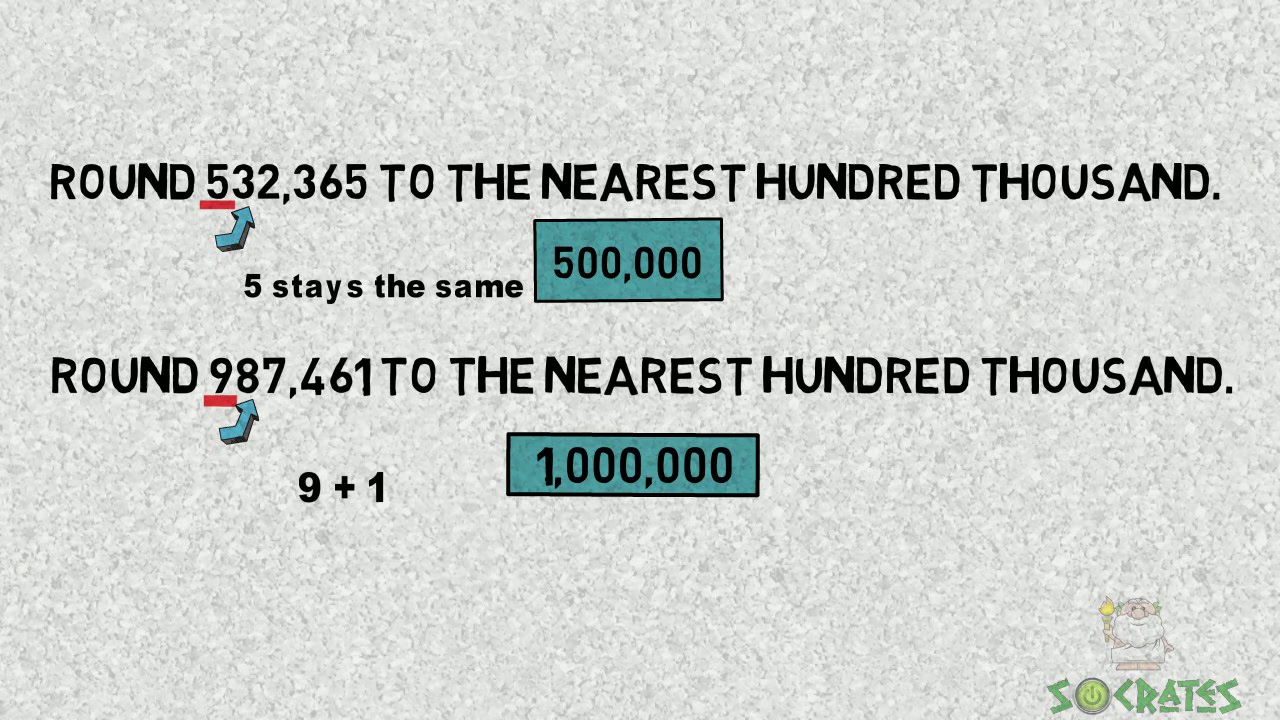 ROUND 532,365 TO THE NEAREST HUNDRED THOUSAND.
5 stays the same
500,000
ROUND 987,461 TO THE NEAREST HUNDRED THOUSAND.
9 + 1
1,000,000
SOCRATES